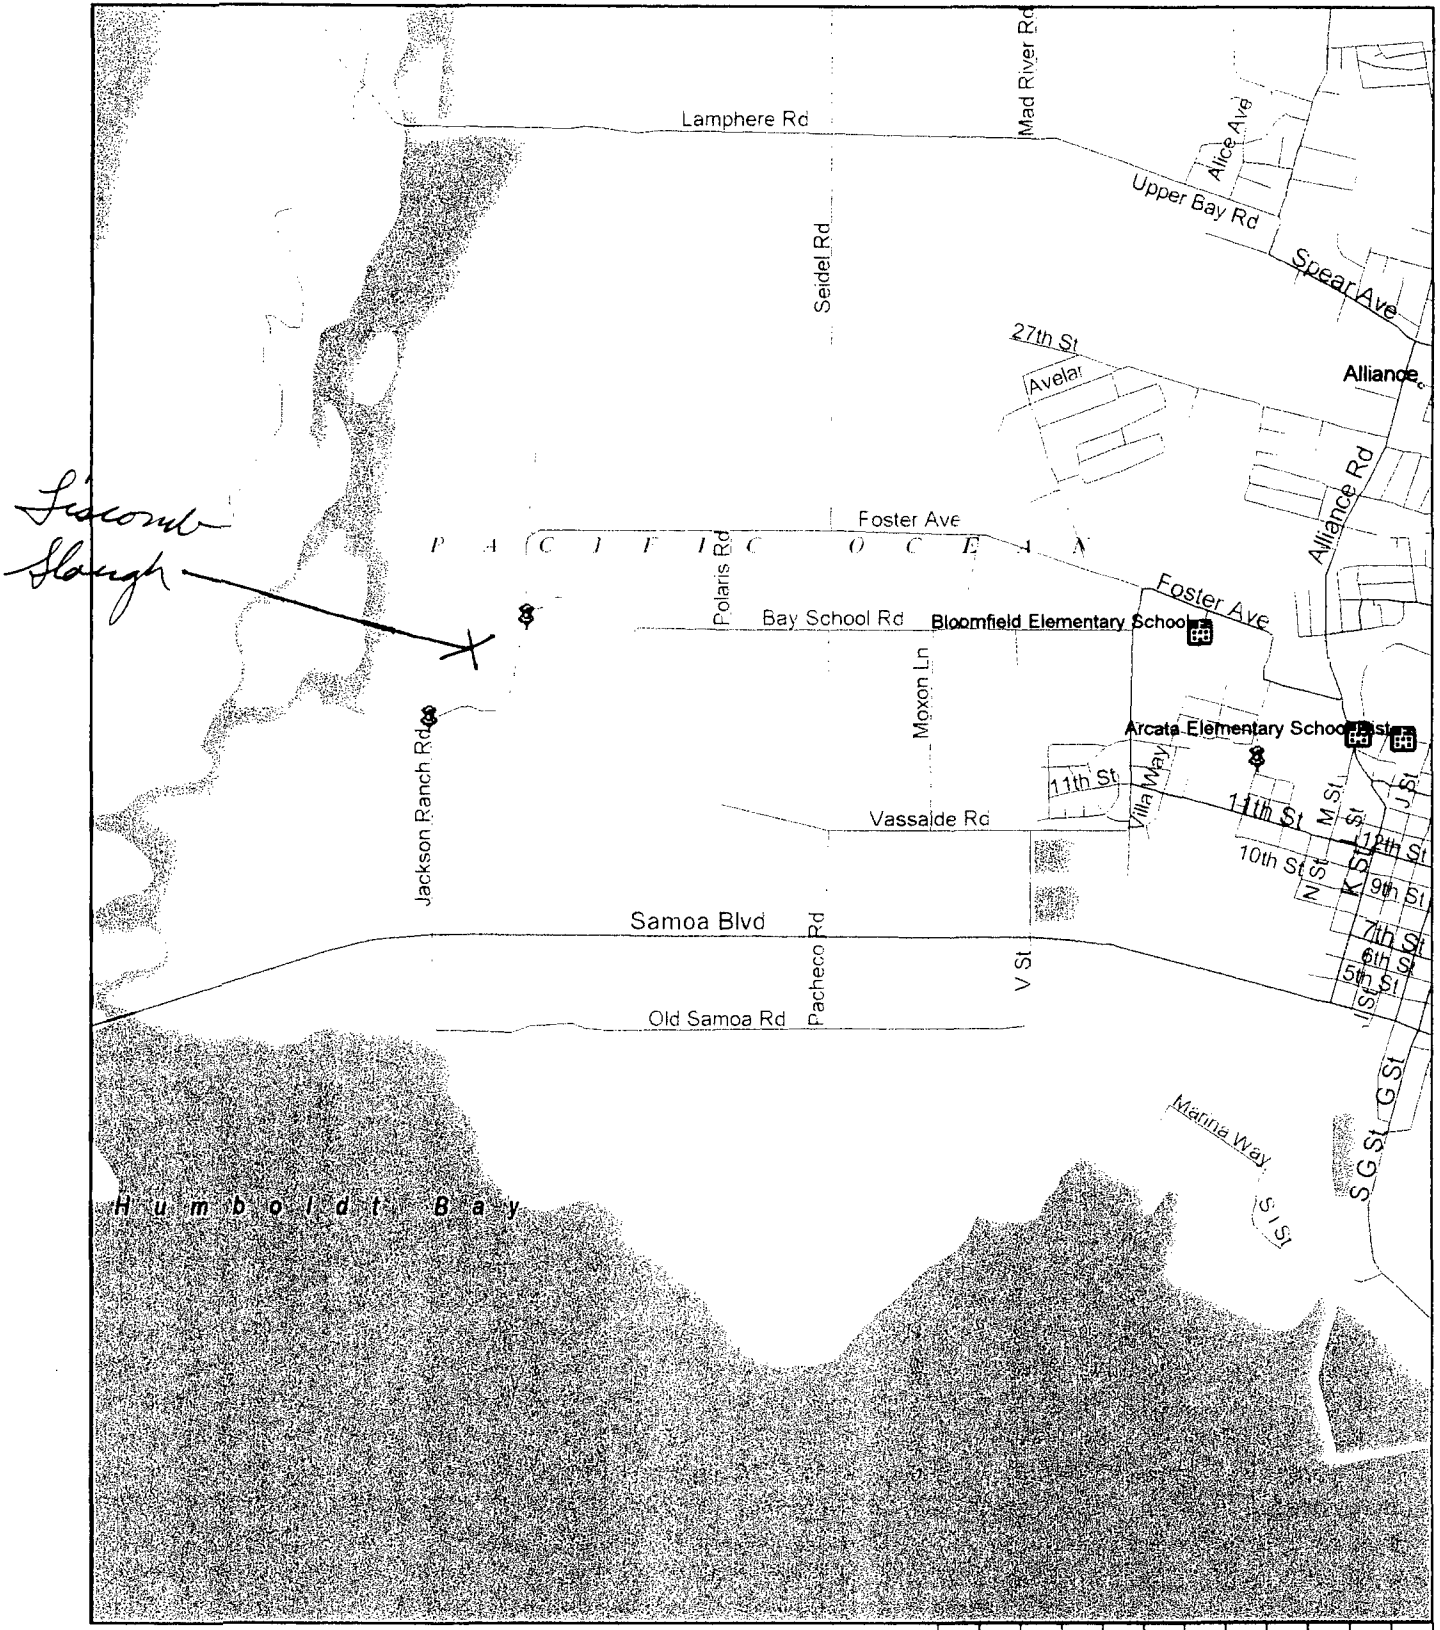 Mad River Rd
Lamphere Rd
Alice Ave
Upper Bay Rd
Seidel Rd
Spear Ave
27th St
Avelar
Alliance
Alliance Rd
Liscomb
Slough
Foster Ave
PACIFIC OCEAN
Polaris Rd
Foster Ave
Bay School Rd
Bloomfield Elementary School
Moxon Ln
Jackson Ranch Rd
Arcata Elementary School Dist
Villa Way
11th St
11th St
M St
J St
Vassaide Rd
L St
12th St
10th St
N St
K St
9th St
Samoa Blvd
Pacheco Rd
7th St
6th St
V St
5th St
I St
Old Samoa Rd
G St
Marina Way
S G St
Humboldt Bay
S I St